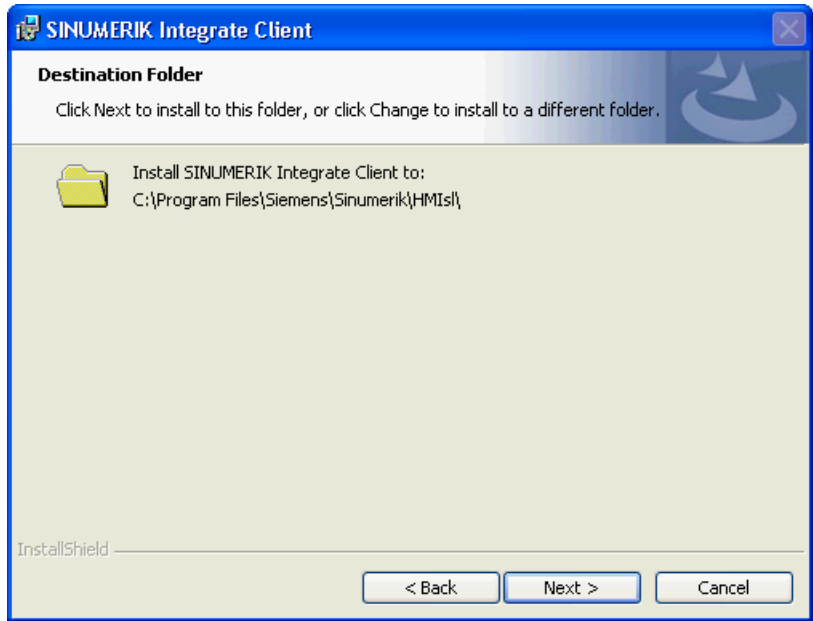 SINUMERIK Integrate Client
Destination Folder
Click Next to install to this folder, or click Change to install to a different folder.
Install SINUMERIK Integrate Client to:
C:\Program Files\Siemens\Sinumerik\HMIsl\
InstallShield
< Back
Next >
Cancel